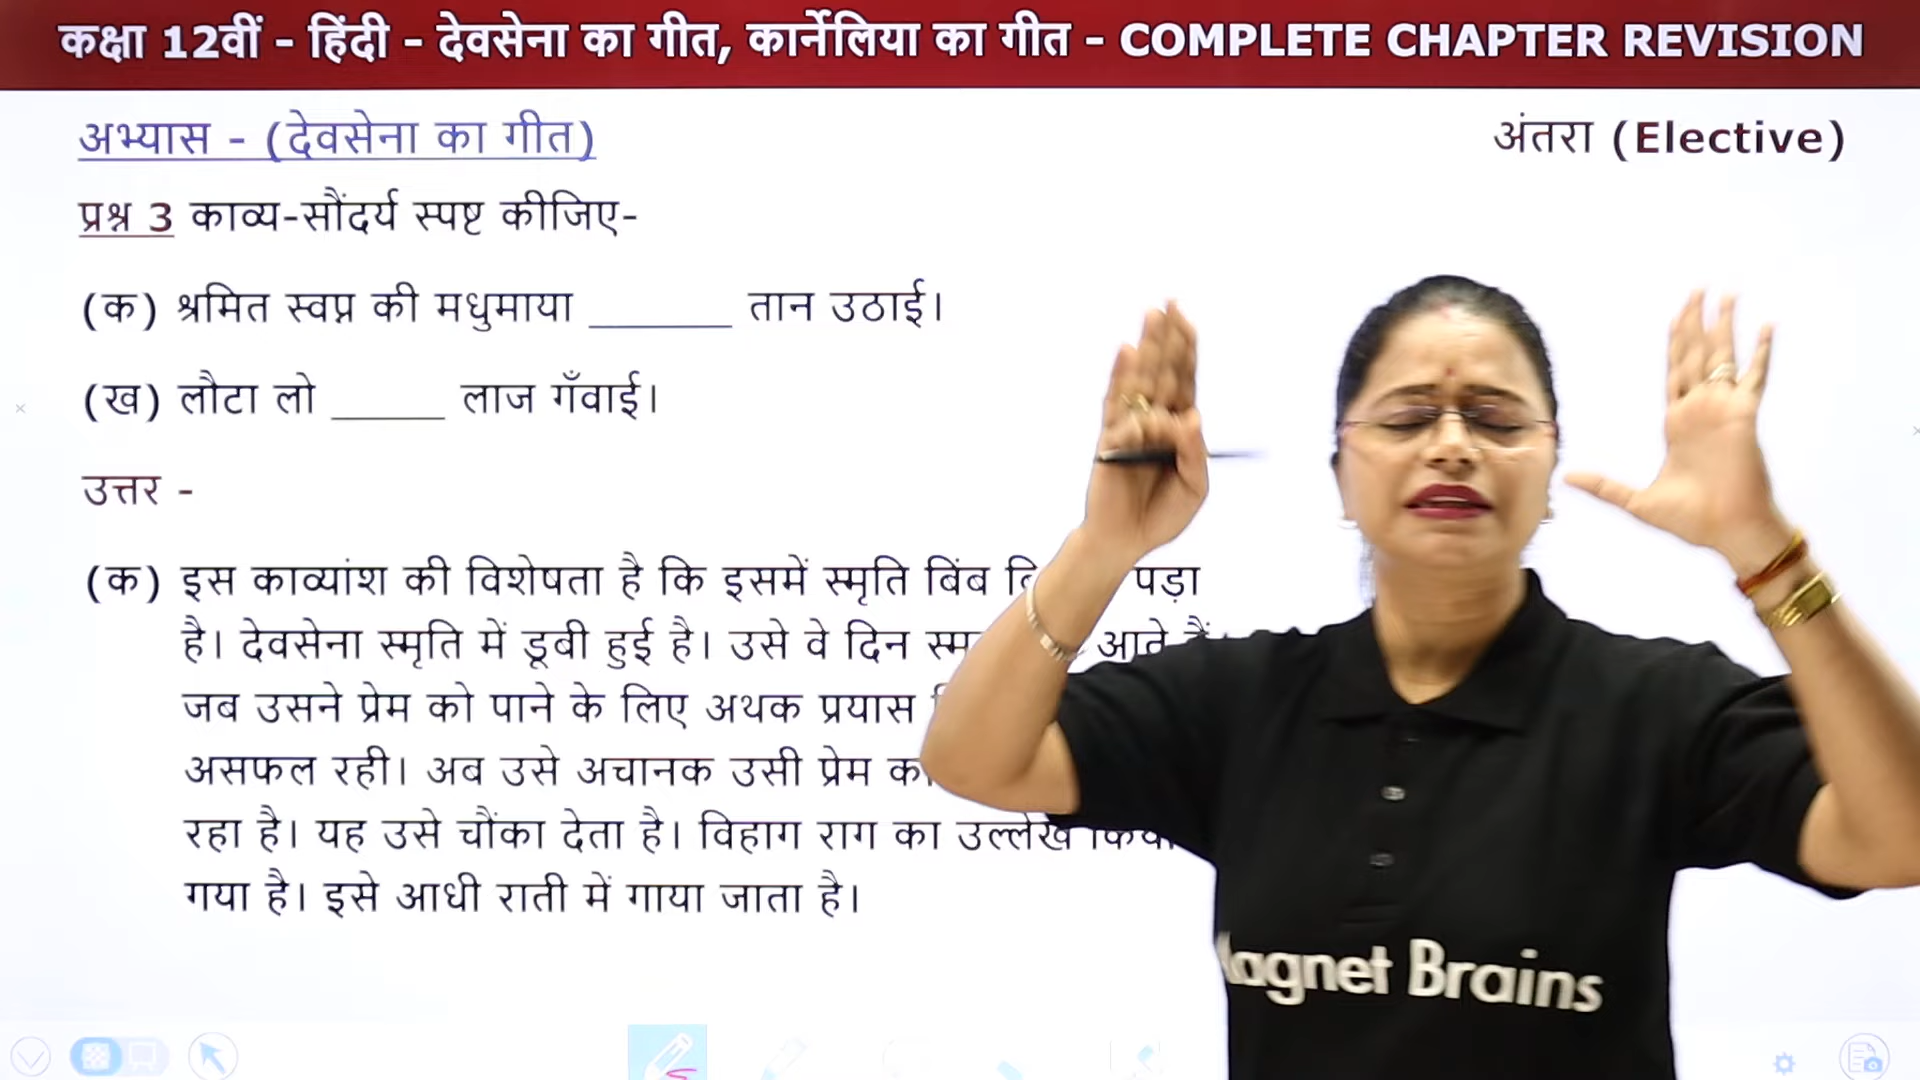 कक्षा 12वीं - हिंदी - देवसेना का गीत, कार्नेलिया का गीत - COMPLETE CHAPTER REVISION
अभ्यास - (देवसेना का गीत)
अंतरा (Elective)
प्रश्न 3 काव्य-सौंदर्य स्पष्ट कीजिए-
(क) श्रमित स्वप्न की मधुमाया ______ तान उठाई।
(ख) लौटा लो _____ लाज गँवाई।
उत्तर -
(क) इस काव्यांश की विशेषता है कि इसमें स्मृति बिंब पड़ा
है। देवसेना स्मृति में डूबी हुई है। उसे वे दिन आते
जब उसने प्रेम को पाने के लिए अथक प्रयास
असफल रही। अब उसे अचानक उसी प्रेम
रहा है। यह उसे चौंका देता है। विहाग राग का उल्लेख
गया है। इसे आधी राती में गाया जाता है।
agnet Brains